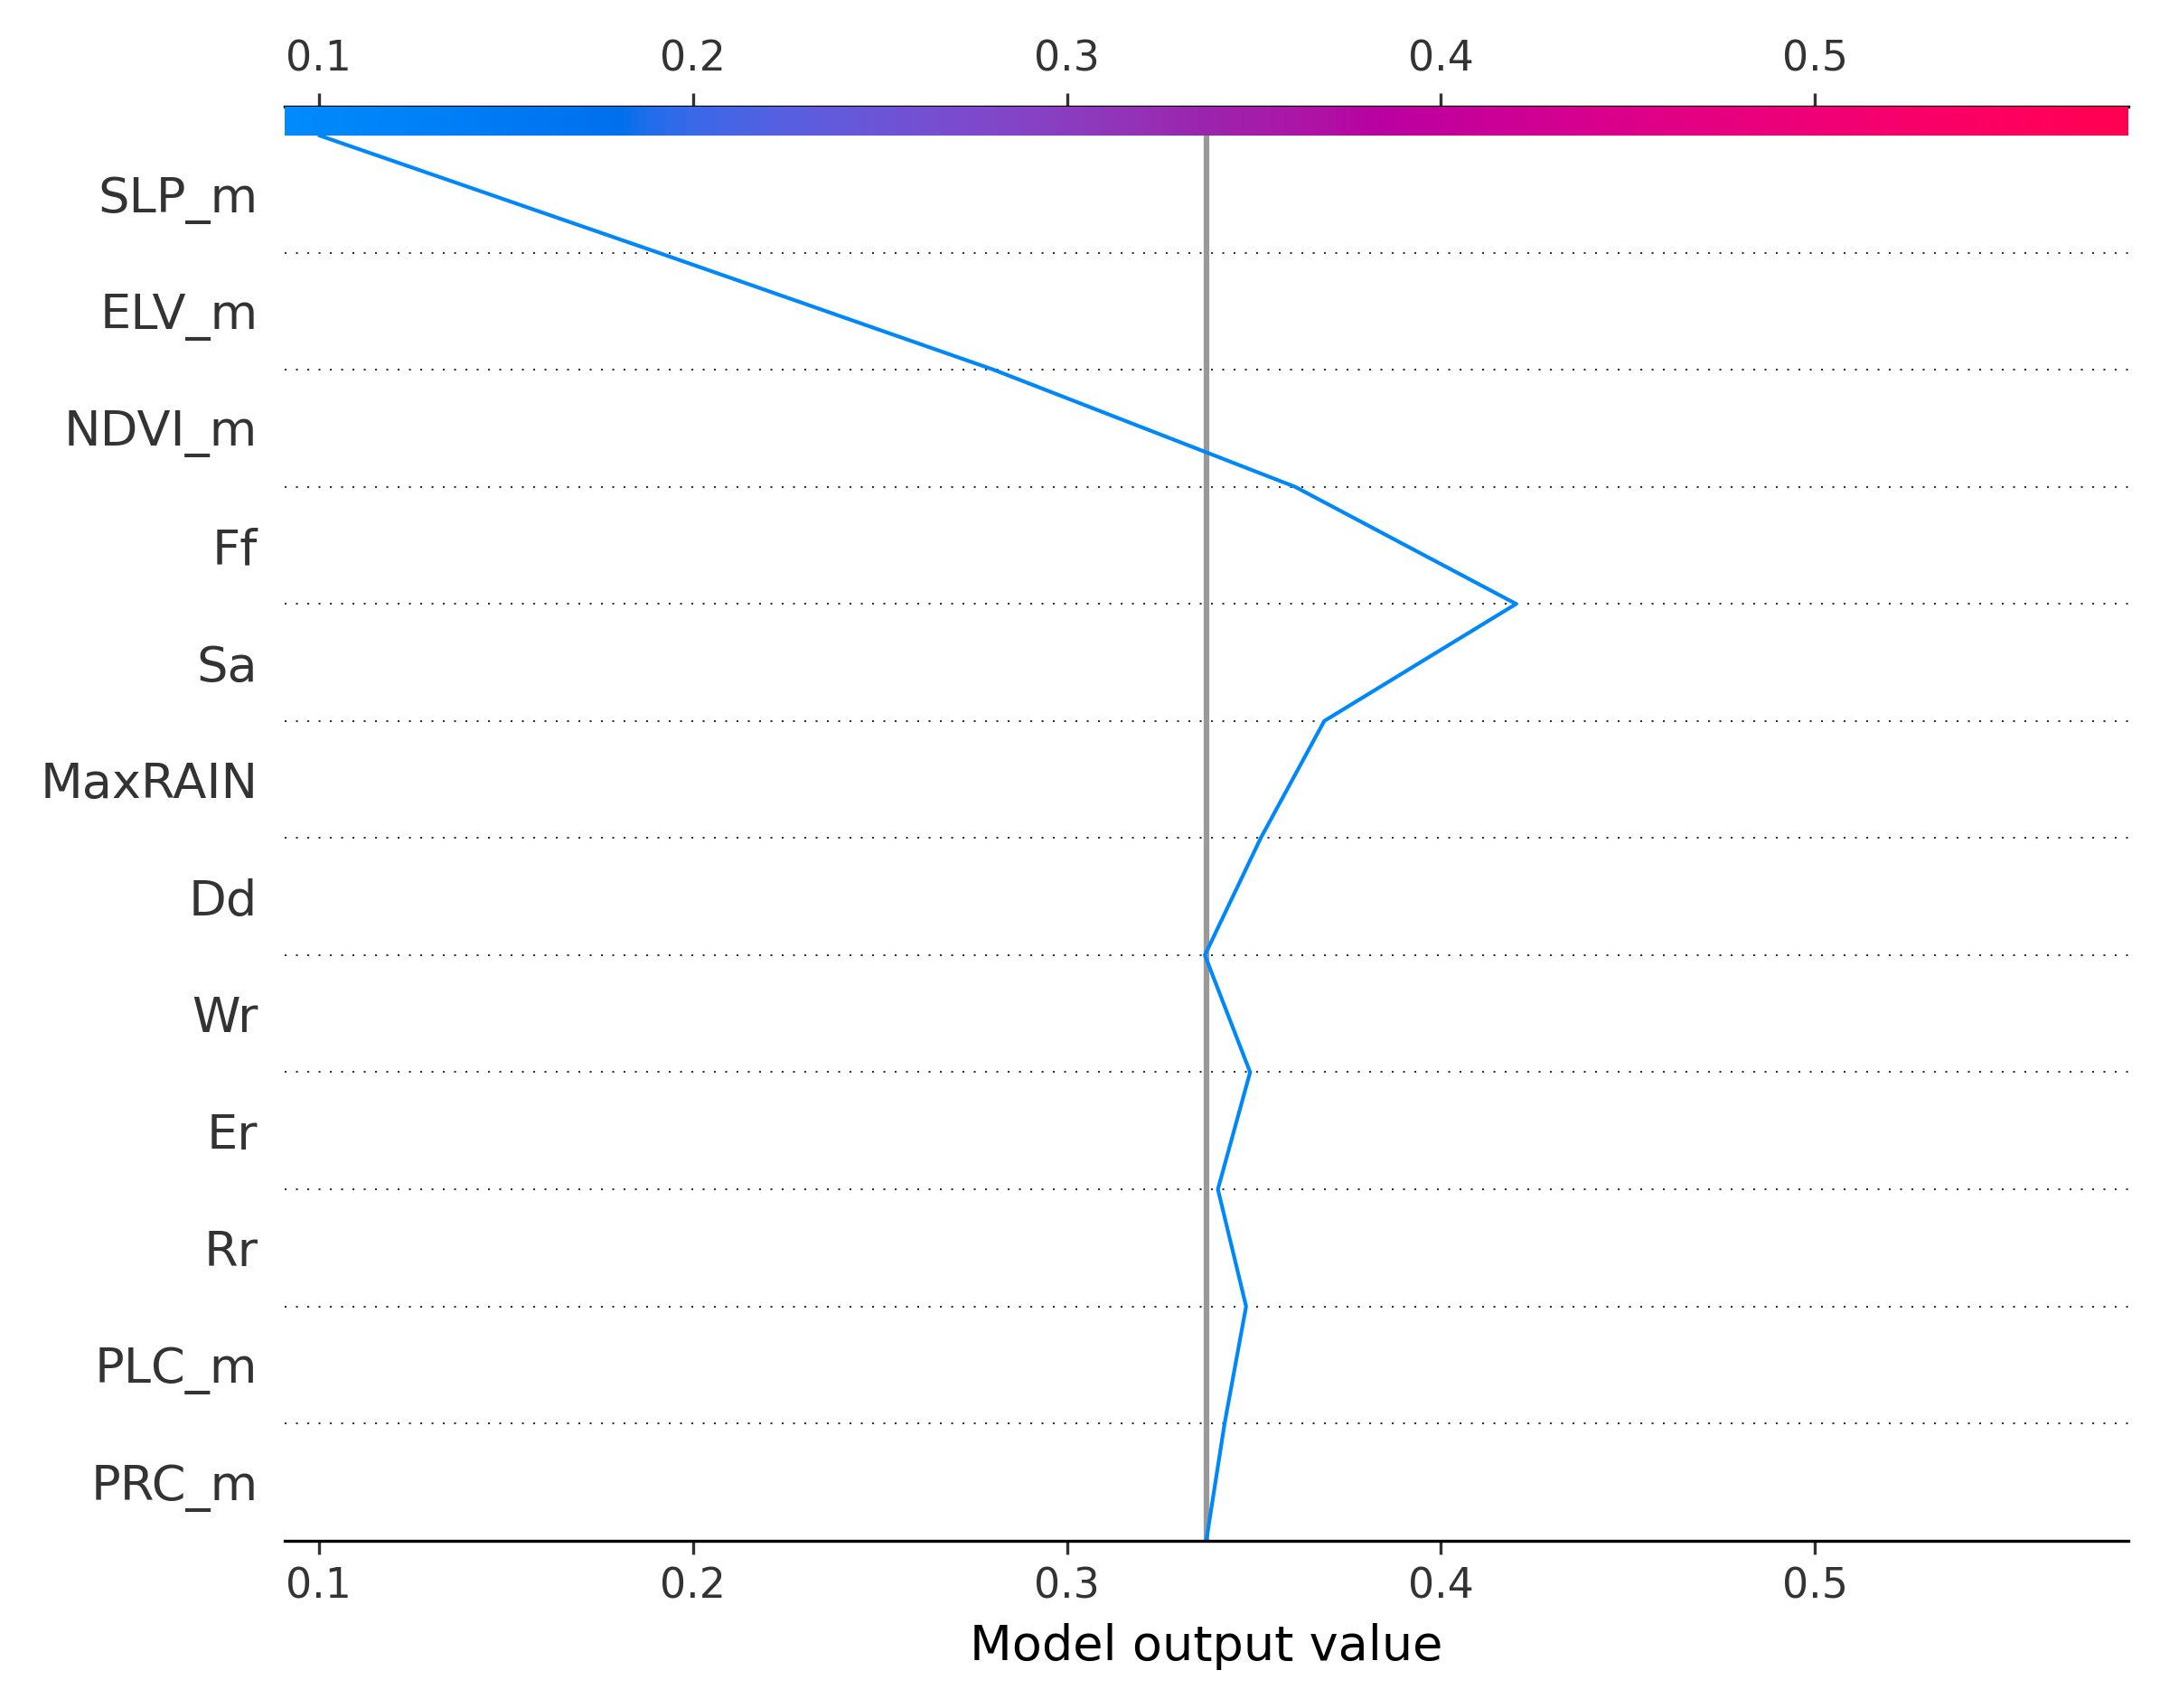 0.1 0.2 0.3 0.4 0.5
SLP_m
ELV_m
NDVI_m
Ff
Sa
MaxRAIN
Dd
Wr
Er
Rr
PLC_m
PRC_m
0.1 0.2 0.3 0.4 0.5
Model output value